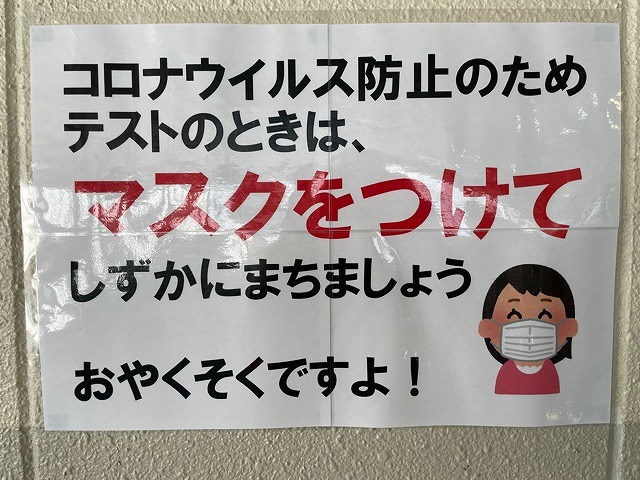 コロナウイルス防止のため
テストのときは、
マスクをつけて
しずかにまちましょう
おやくそくですよ！